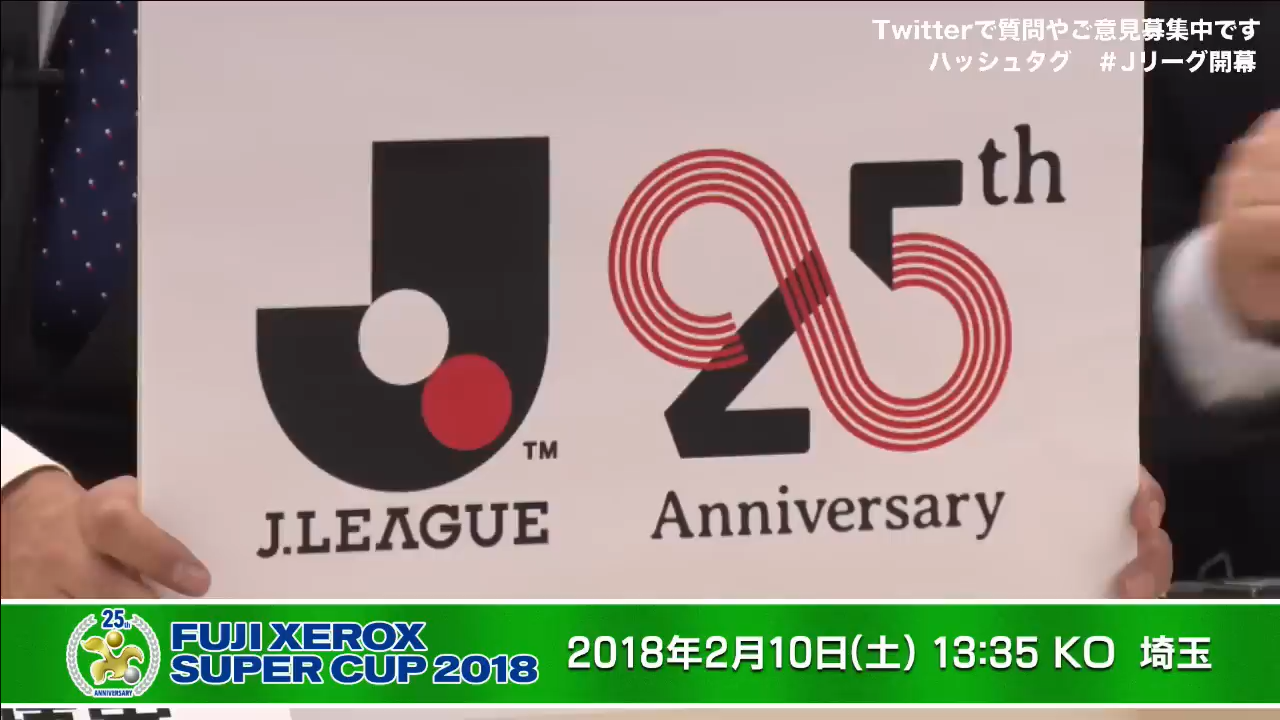 Twitterで質問やご意見募集中です
ハッシュタグ #Jリーグ開幕
25th
TM
J.LEAGUE
Anniversary
25th
ANNIVERSARY
FUJI XEROX
SUPER CUP 2018
2018年2月10日(土) 13:35 KO 埼玉